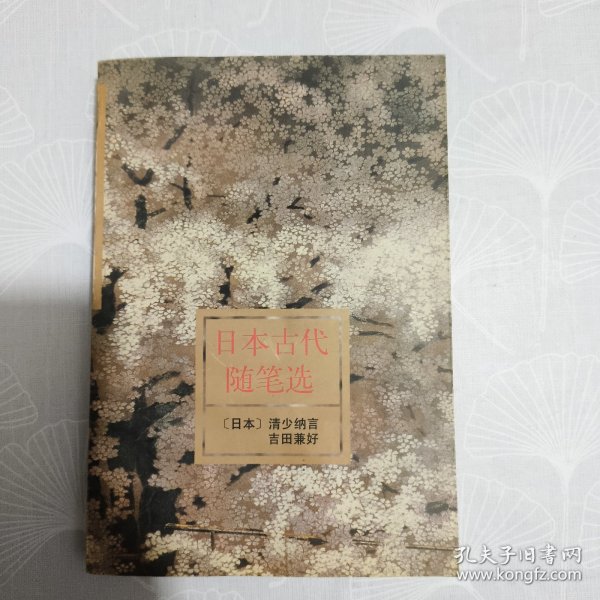 日本古代
随笔选
〔日本〕清少纳言
吉田兼好
孔夫子旧书网
www.kongfz.com